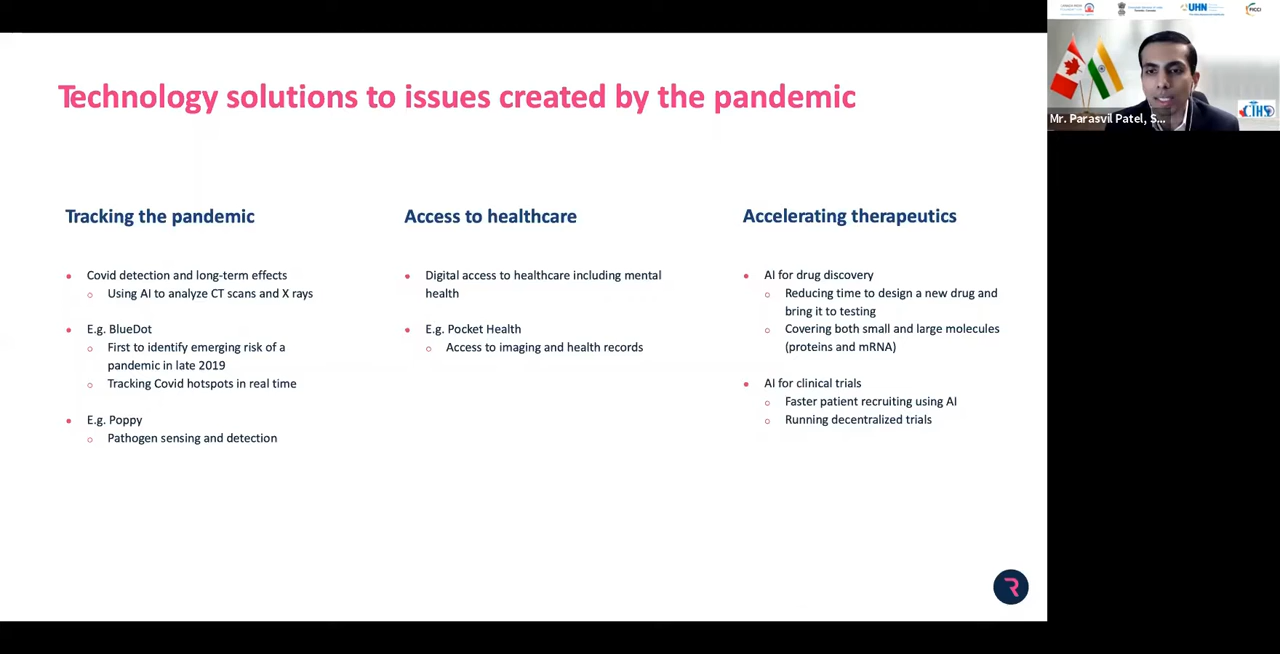 Technology solutions to issues created by the pandemic
Tracking the pandemic
Covid detection and long-term effects
Using AI to analyze CT scans and X rays
E.g. BlueDot
First to identify emerging risk of a
pandemic in late 2019
Tracking Covid hotspots in real time
E.g. Poppy
Pathogen sensing and detection
Access to healthcare
Digital access to healthcare including mental
health
E.g. Pocket Health
Access to imaging and health records
Accelerating therapeutics
AI for drug discovery
Reducing time to design a new drug and
bring it to testing
Covering both small and large molecules
(proteins and mRNA)
AI for clinical trials
Faster patient recruiting using AI
Running decentralized trials
R
UHN
FICCI
CIHS
Mr. Parasvil Patel, S...